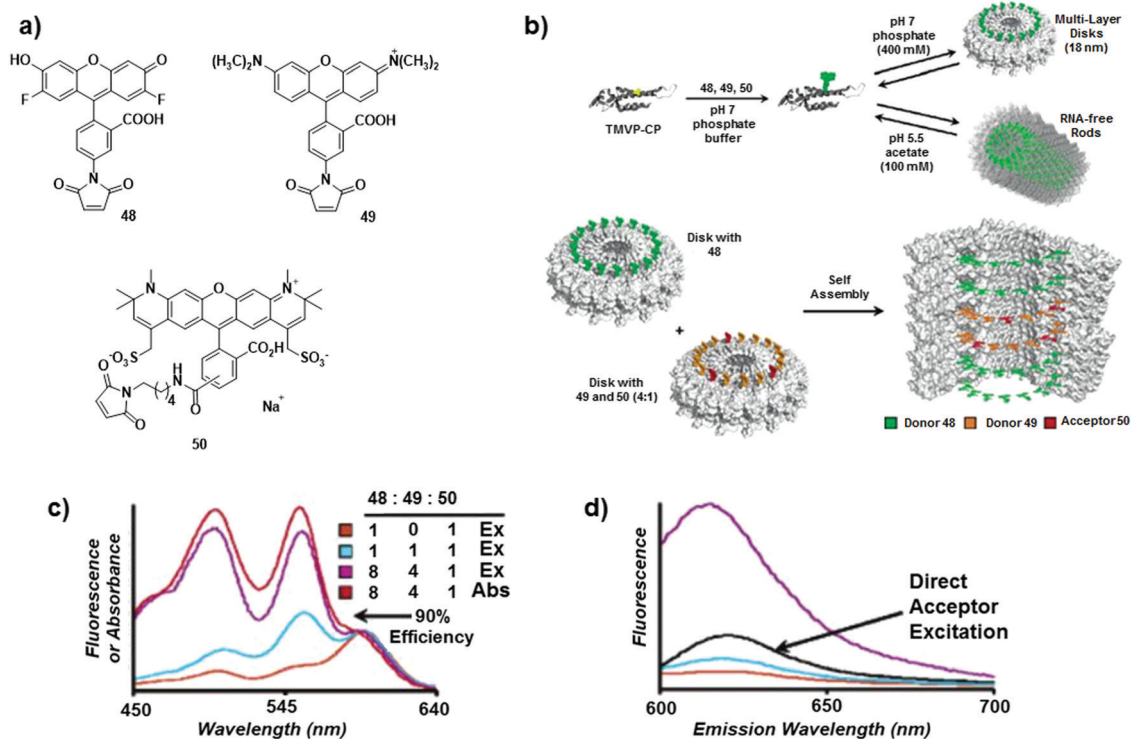 a)
HO
O
O
F
F
COOH
O
N
O
48
(H3C)2N
O
+
N(CH3)2
COOH
O
N
O
49
N
O
N
+
-O3S
CO2H
SO3-
O
N
4
NH
O
O
Na+
50
b)
TMVP-CP
48, 49, 50
pH 7
phosphate
buffer
pH 7
phosphate
(400 mM)
Multi-Layer
Disks
(18 nm)
pH 5.5
acetate
(100 mM)
RNA-free
Rods
Disk with
48
+
Disk with
49 and 50 (4:1)
Self
Assembly
Donor 48
Donor 49
Acceptor 50
c)
Fluorescence
or Absorbance
48 : 49 : 50
1 0 1 Ex
1 1 1 Ex
8 4 1 Ex
8 4 1 Abs
90%
Efficiency
450
545
640
Wavelength (nm)
d)
Fluorescence
Direct
Acceptor
Excitation
600
650
700
Emission Wavelength (nm)